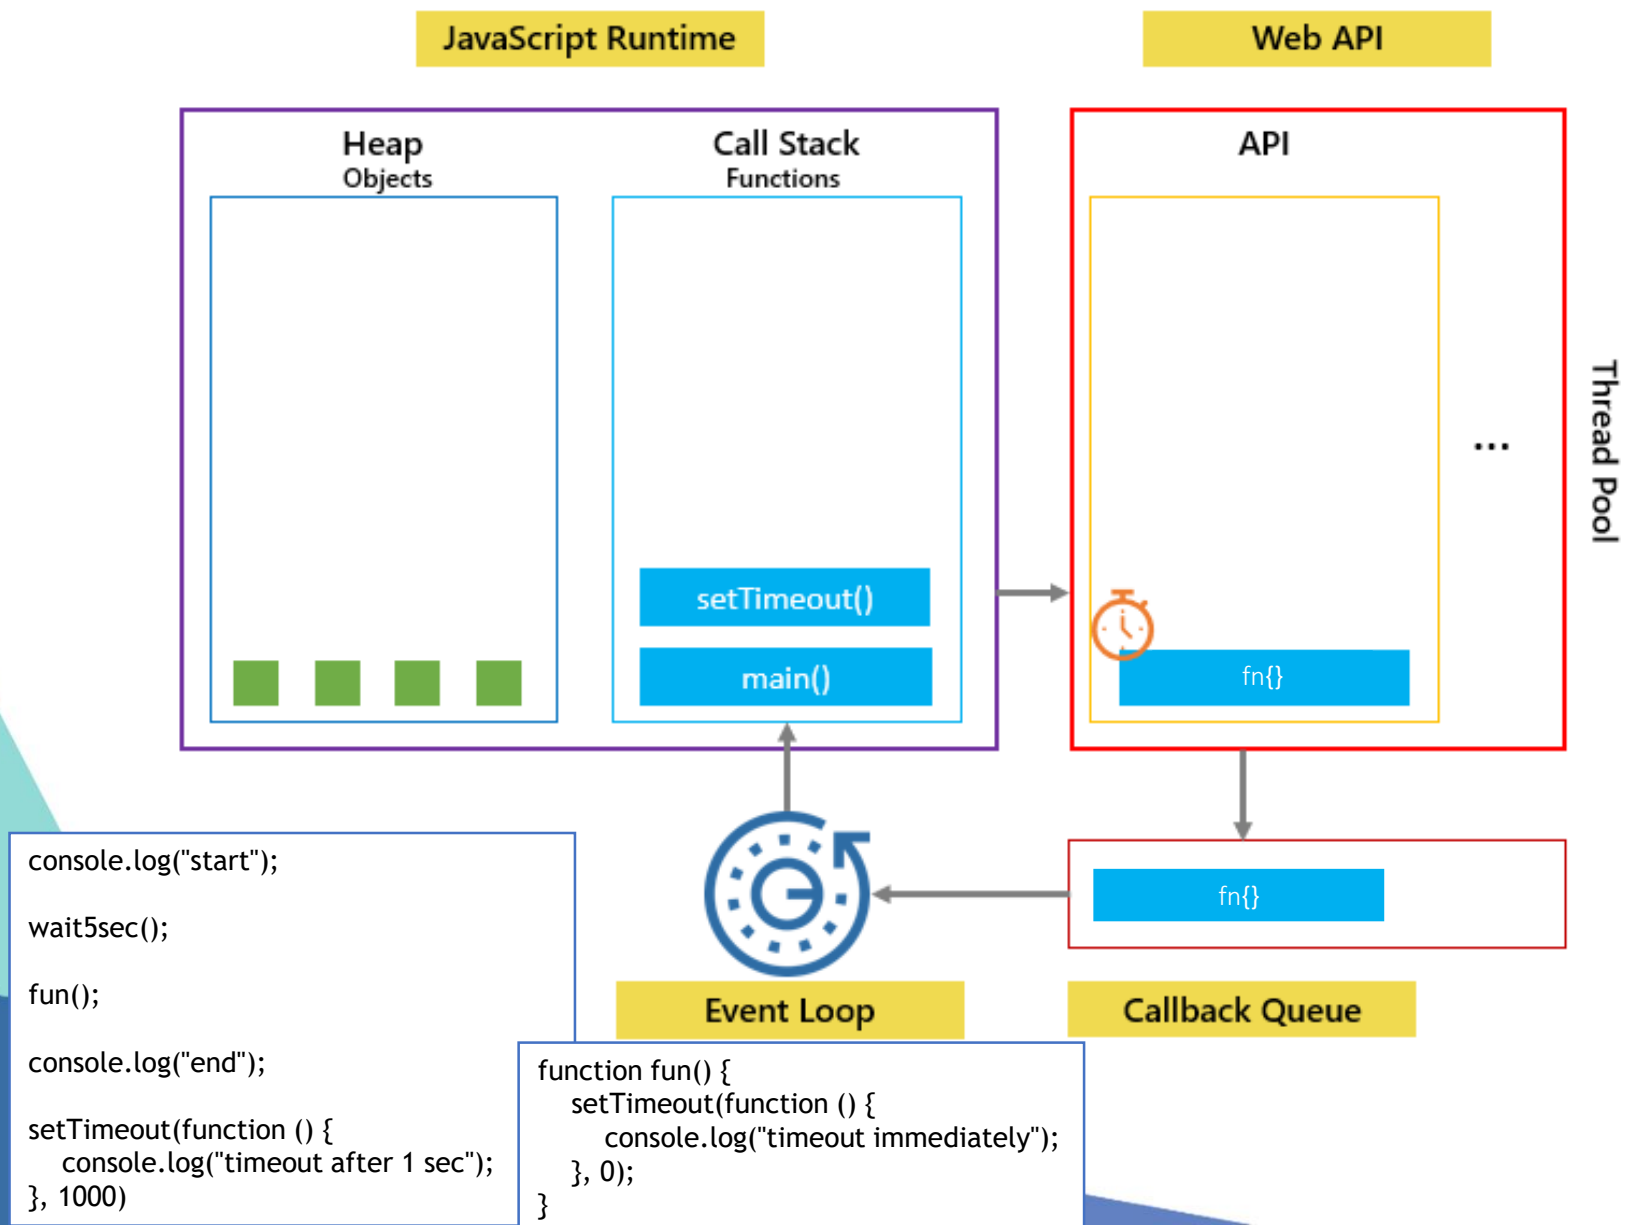 JavaScript Runtime
Web API
Heap
Objects
Call Stack
Functions
API
setTimeout()
main()
fn{}
...
Thread Pool
fn{}
Event Loop
Callback Queue
console.log("start");
wait5sec();
fun();
console.log("end");
setTimeout(function () {
console.log("timeout after 1 sec");
}, 1000)
function fun() {
setTimeout(function () {
console.log("timeout immediately");
}, 0);
}